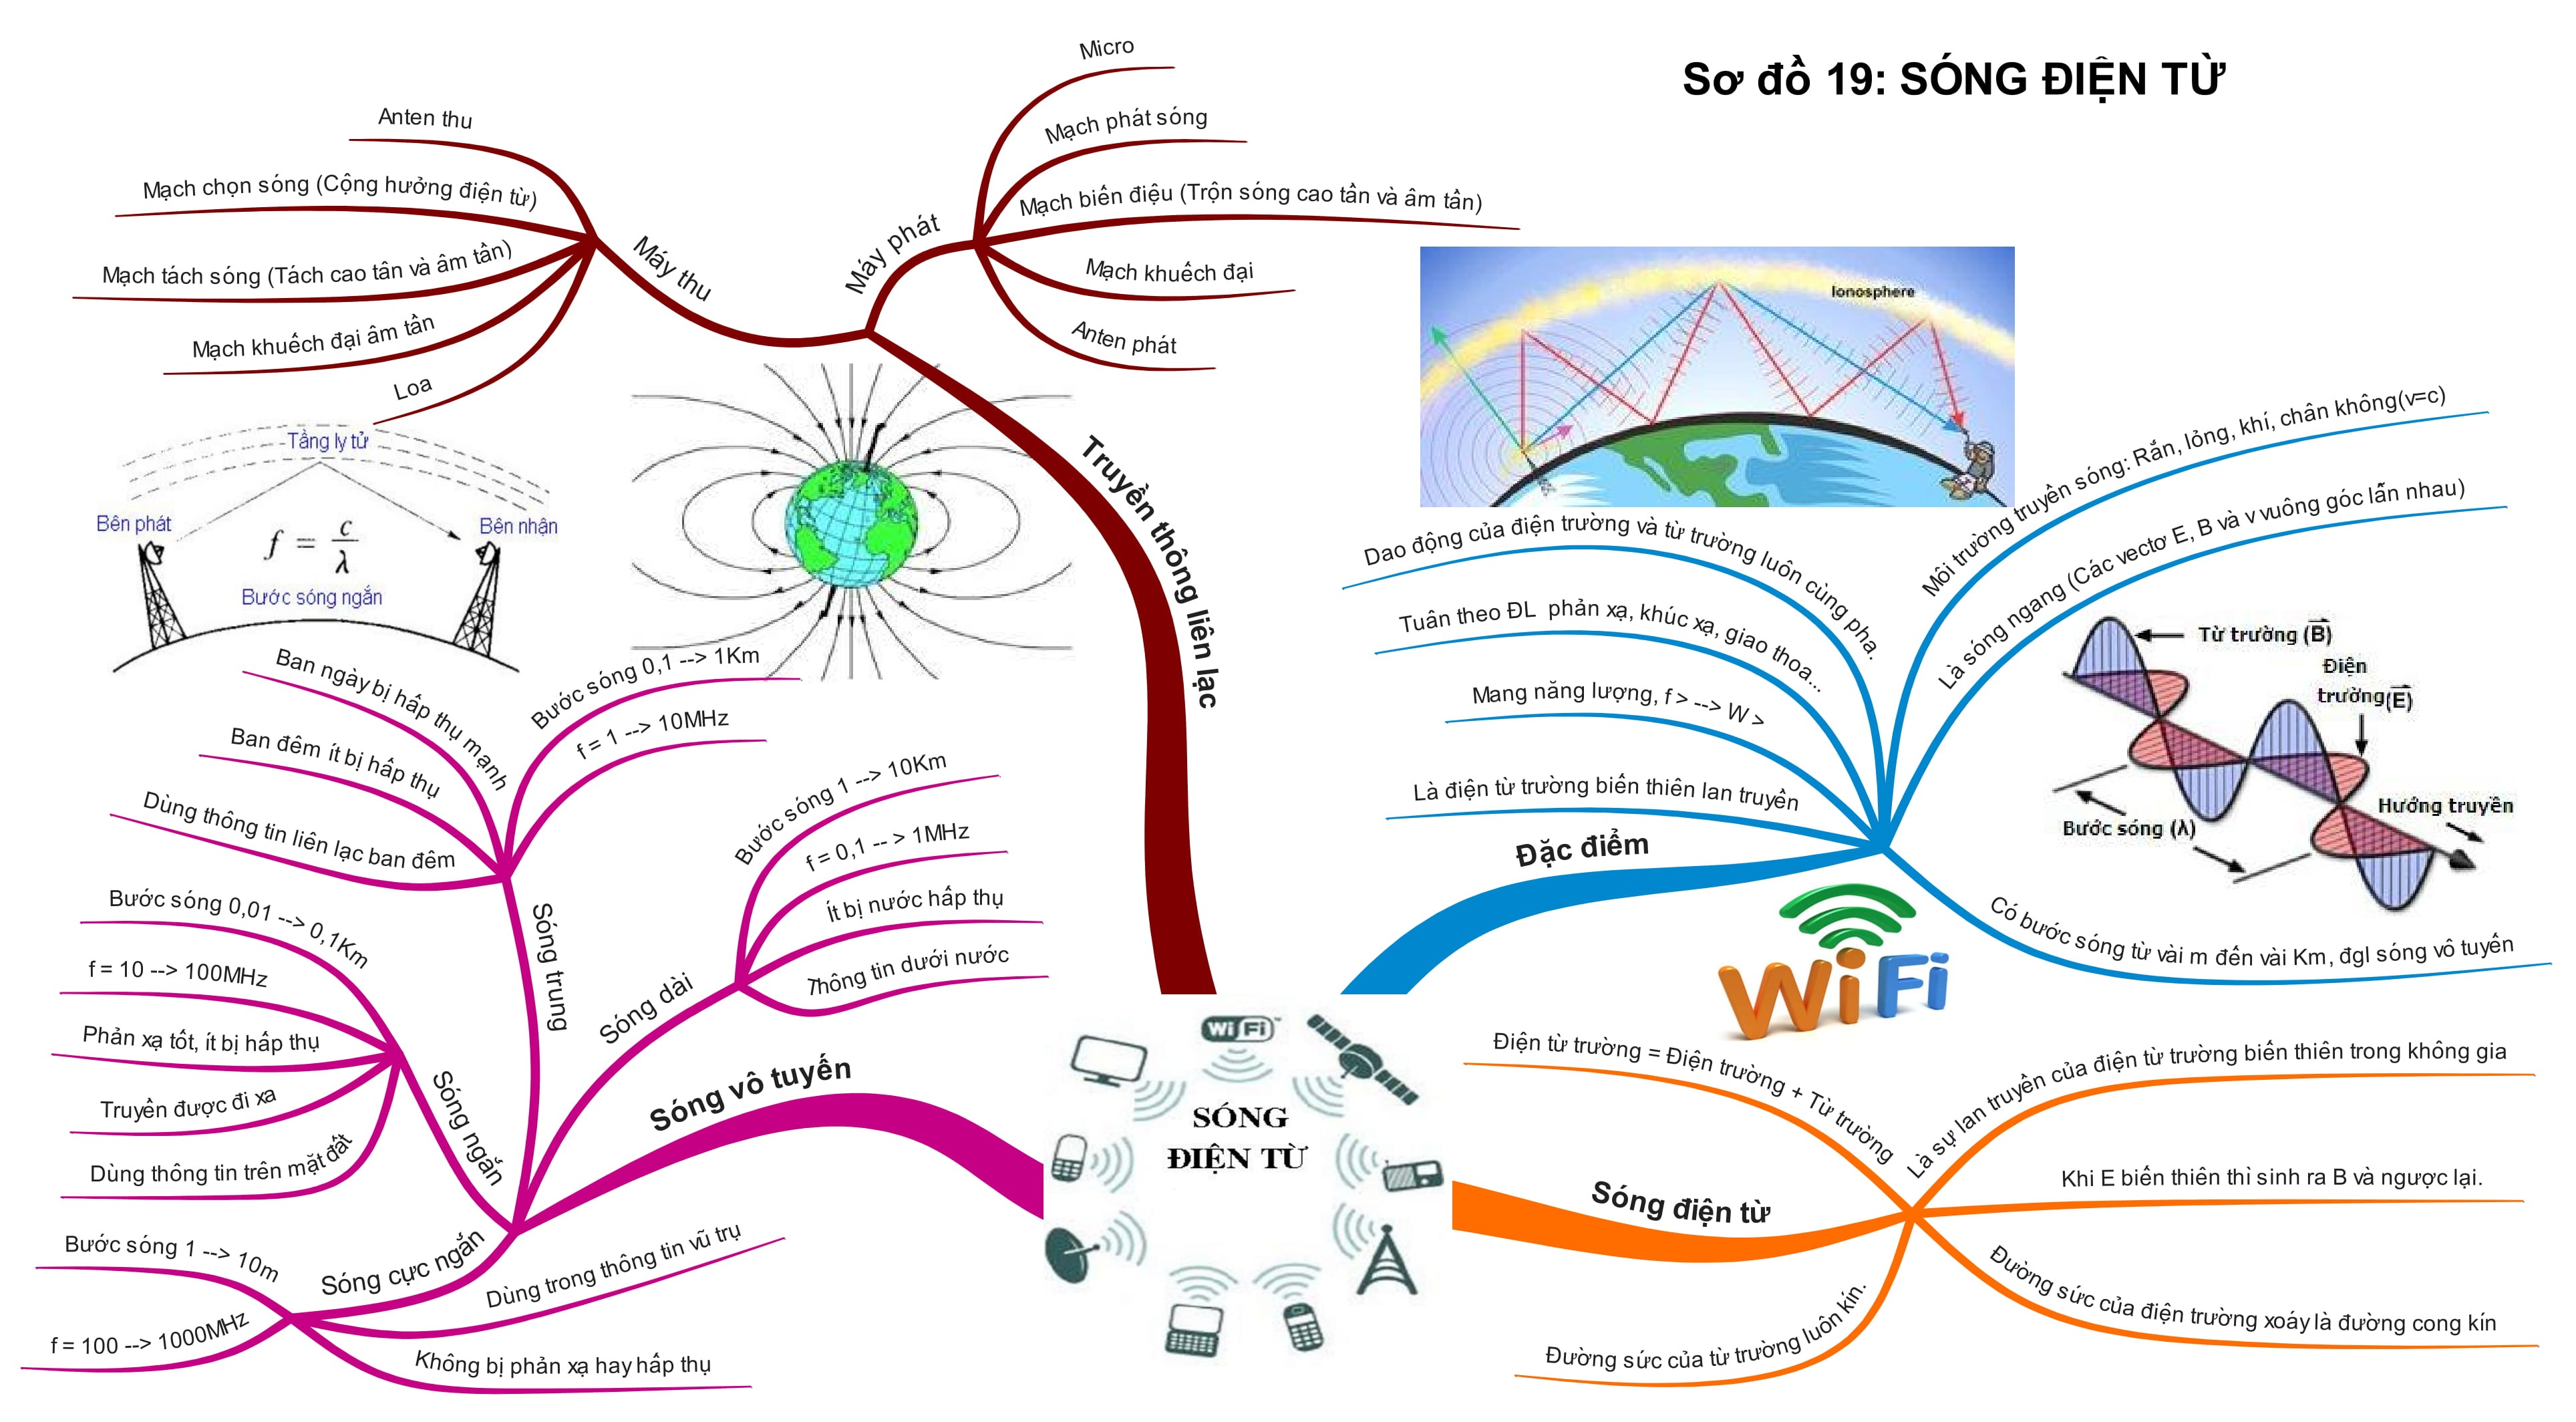 Sơ đồ 19: SÓNG ĐIỆN TỪ
Micro
Mạch phát sóng
Mạch biến điệu (Trộn sóng cao tần và âm tần)
Mạch khuếch đại
Anten phát
Máy phát
Anten thu
Mạch chọn sóng (Cộng hưởng điện từ)
Mạch tách sóng (Tách cao tân và âm tần)
Mạch khuếch đại âm tần
Loa
Máy thu
Truyền thông liên lạc
Tầng ly tử
Bên phát
Bên nhận
f = c/λ
Bước sóng ngắn
Ionosphere
Môi trường truyền sóng: Rắn, lỏng, khí, chân không(v=c)
Là sóng ngang (Các vectơ E, B và v vuông góc lẫn nhau)
Dao động của điện trường và từ trường luôn cùng pha.
Tuân theo ĐL phản xạ, khúc xạ, giao thoa...
Mang năng lượng, f > --> W >
Là điện từ trường biến thiên lan truyền
Đặc điểm
Có bước sóng từ vài m đến vài Km, đgl sóng vô tuyến
Từ trường (B)
Điện
trường(E)
Hướng truyền
Bước sóng (λ)
WiFi
Ban ngày bị hấp thụ mạnh
Ban đêm ít bị hấp thụ
Dùng thông tin liên lạc ban đêm
Bước sóng 0,1 --> 1Km
f = 1 --> 10MHz
Sóng trung
Bước sóng 1 --> 10Km
f = 0,1 -- > 1MHz
Ít bị nước hấp thụ
Thông tin dưới nước
Sóng dài
Bước sóng 0,01 --> 0,1Km
f = 10 --> 100MHz
Phản xạ tốt, ít bị hấp thụ
Truyền được đi xa
Dùng thông tin trên mặt đất
Sóng ngắn
Bước sóng 1 --> 10m
f = 100 --> 1000MHz
Dùng trong thông tin vũ trụ
Không bị phản xạ hay hấp thụ
Sóng cực ngắn
Sóng vô tuyến
WiFi
SÓNG
ĐIỆN TỪ
Sóng điện từ
Điện từ trường = Điện trường + Từ trường
Là sự lan truyền của điện từ trường biến thiên trong không gia
Khi E biến thiên thì sinh ra B và ngược lại.
Đường sức của điện trường xoáy là đường cong kín
Đường sức của từ trường luôn kín.